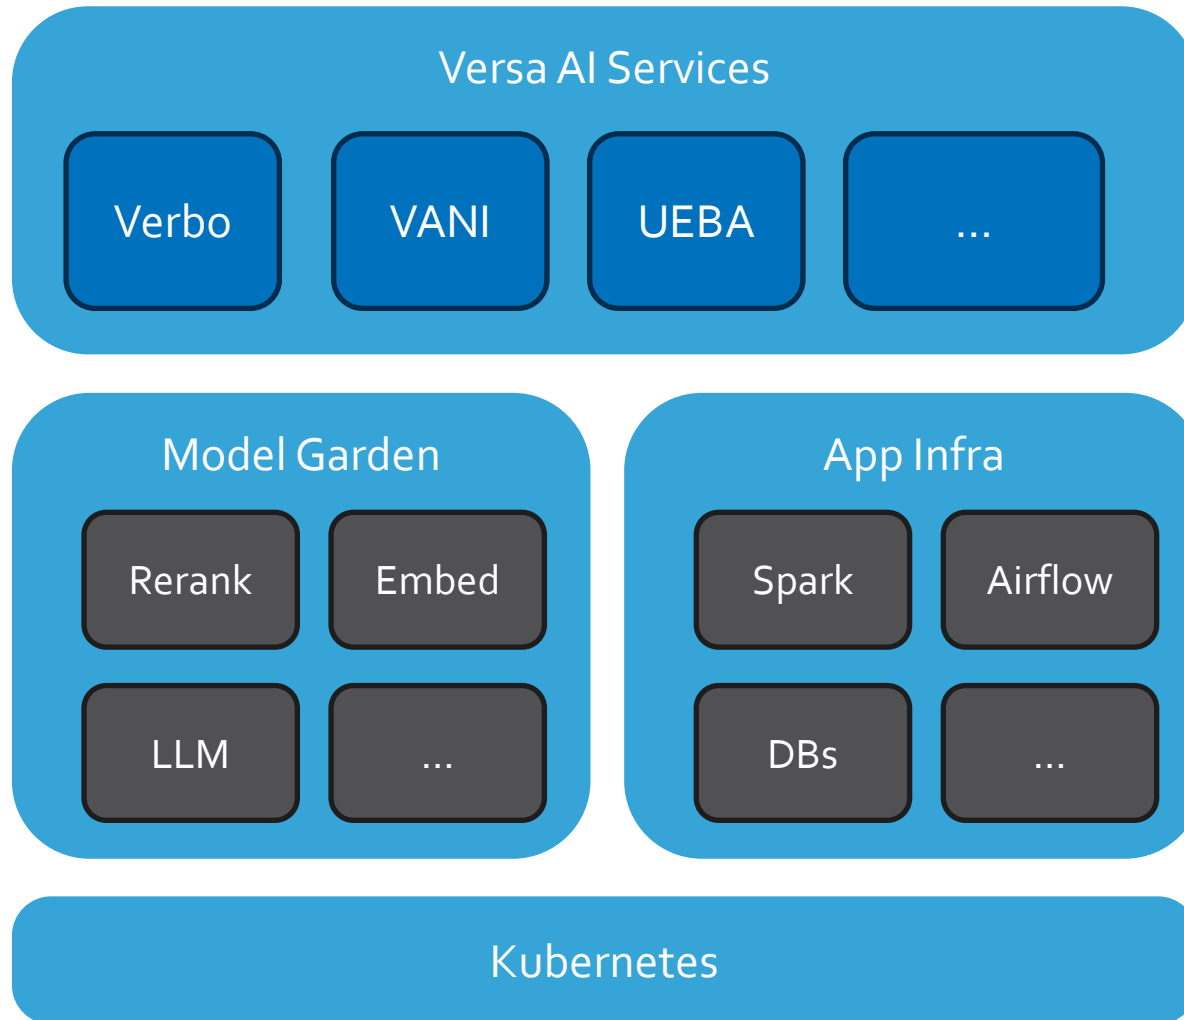 Versa AI Services
Verbo
VANI
UEBA
...
Model Garden
Rerank
Embed
LLM
...
App Infra
Spark
Airflow
DBs
...
Kubernetes